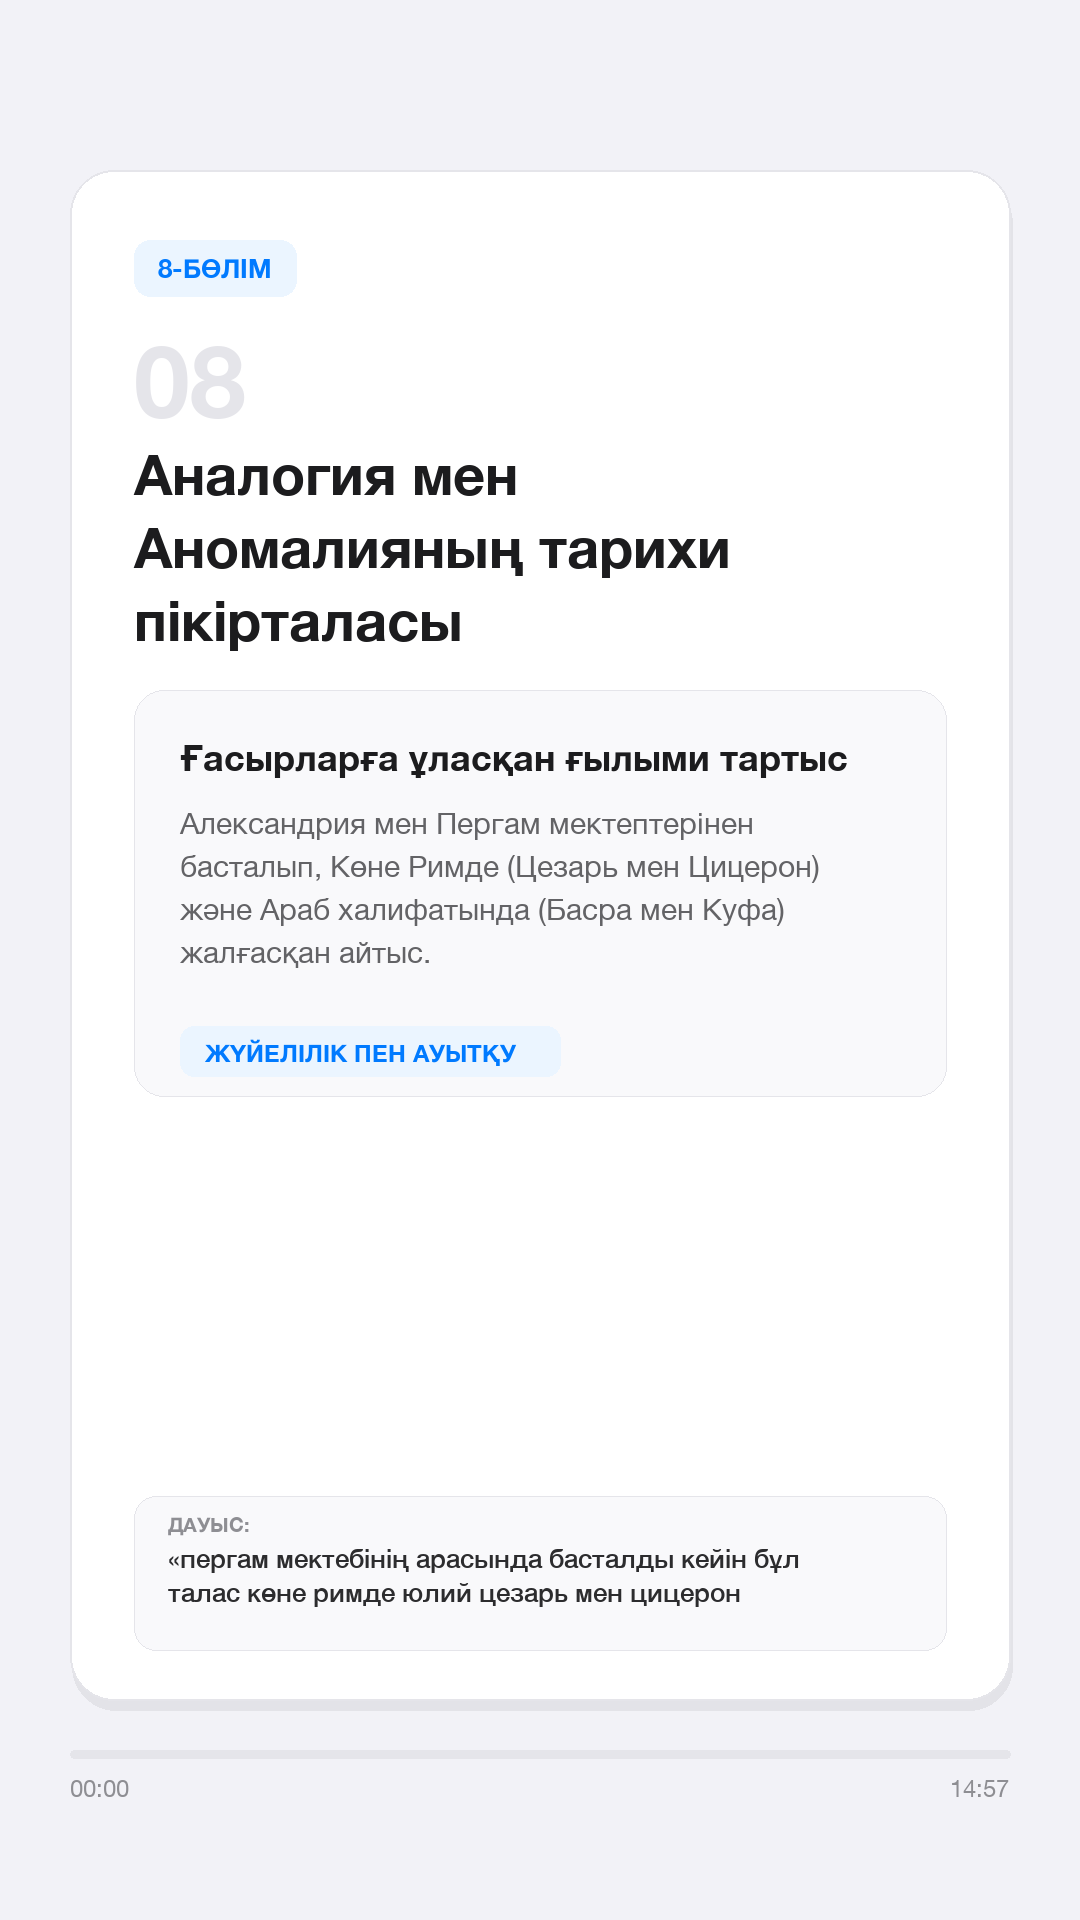 8-БӨЛІМ
08
Аналогия мен
Аномалияның тарихи
пікірталасы
Ғасырларға ұласқан ғылыми тартыс
Александрия мен Пергам мектептерінен
басталып, Көне Римде (Цезарь мен Цицерон)
және Араб халифатында (Басра мен Куфа)
жалғасқан айтыс.
ЖҮЙЕЛІЛІК ПЕН АУЫТҚУ
ДАУЫС:
«пергам мектебінің арасында басталды кейін бұл
талас көне римде юлий цезарь мен цицерон
00:00
14:57